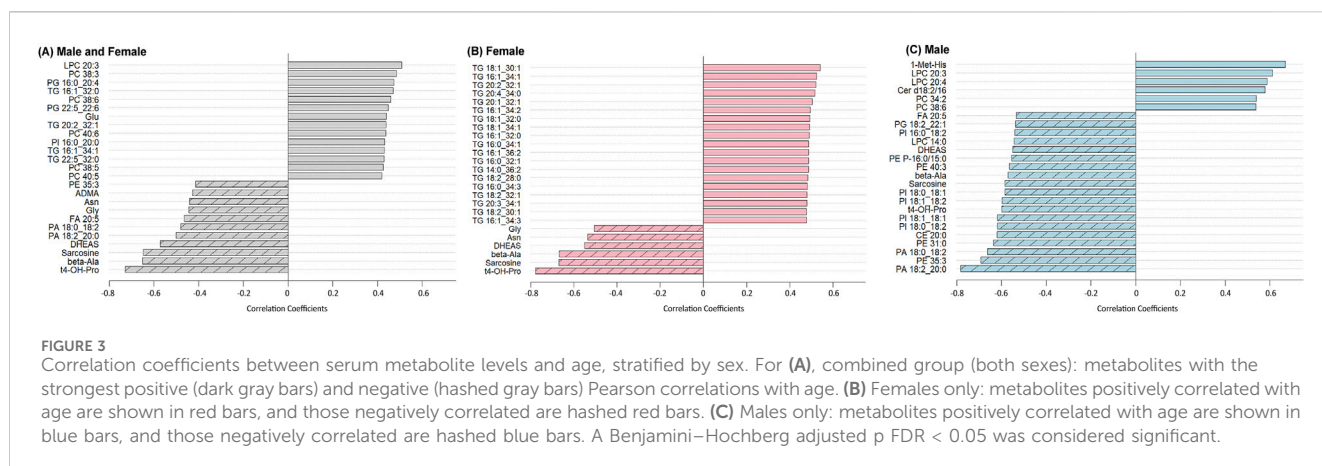 (A) Male and Female
LPC 20:3
PC 38:3
PG 16:0_20:4
TG 16:1_32:0
PC 38:6
PG 22:5_22:6
Glu
TG 20:2_32:1
PC 40:6
PI 16:0_20:0
TG 16:1_34:1
TG 22:5_32:0
PC 38:5
PC 40:5
PE 35:3
ADMA
Asn
Gly
FA 20:5
PA 18:0_18:2
PA 18:2_20:0
DHEAS
Sarcosine
beta-Ala
t4-OH-Pro
-0.8 -0.6 -0.4 -0.2 0 0.2 0.4 0.6
Correlation Coefficients
(B) Female
TG 18:1_30:1
TG 16:1_34:1
TG 20:2_32:1
TG 20:4_34:0
TG 20:1_32:1
TG 16:1_34:2
TG 18:1_32:0
TG 18:1_34:1
TG 16:1_32:0
TG 16:0_34:1
TG 16:1_36:2
TG 16:0_32:1
TG 14:0_36:2
TG 18:2_28:0
TG 16:0_34:3
TG 18:2_32:1
TG 20:3_34:1
TG 18:2_30:1
TG 16:1_34:3
Gly
Asn
DHEAS
beta-Ala
Sarcosine
t4-OH-Pro
-0.8 -0.6 -0.4 -0.2 0 0.2 0.4 0.6
Correlation Coefficients
(C) Male
1-Met-His
LPC 20:3
LPC 20:4
Cer d18:2/16
PC 34:2
PC 38:6
FA 20:5
PG 18:2_22:1
PI 16:0_18:2
LPC 14:0
DHEAS
PE P-16:0/15:0
PE 40:3
beta-Ala
Sarcosine
PI 18:0_18:1
PI 18:1_18:2
t4-OH-Pro
PI 18:1_18:1
PI 18:0_18:2
CE 20:0
PE 31:0
PA 18:0_18:2
PE 35:3
PA 18:2_20:0
-0.8 -0.6 -0.4 -0.2 0 0.2 0.4 0.6
Correlation Coefficients
FIGURE 3
Correlation coefficients between serum metabolite levels and age, stratified by sex. For (A), combined group (both sexes): metabolites with the
strongest positive (dark gray bars) and negative (hashed gray bars) Pearson correlations with age. (B) Females only: metabolites positively correlated with
age are shown in red bars, and those negatively correlated are hashed red bars. (C) Males only: metabolites positively correlated with age are shown in
blue bars, and those negatively correlated are hashed blue bars. A Benjamini–Hochberg adjusted p FDR < 0.05 was considered significant.